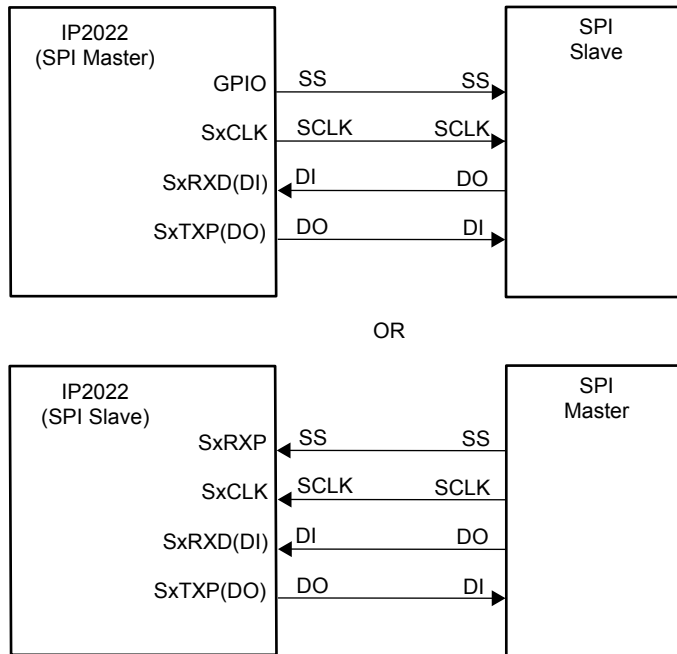 IP2022
(SPI Master)
SPI
Slave
GPIO SS SS
SxCLK SCLK SCLK
SxRXD(DI) DI DO
SxTXP(DO) DO DI
OR
IP2022
(SPI Slave)
SPI
Master
SxRXP SS SS
SxCLK SCLK SCLK
SxRXD(DI) DI DO
SxTXP(DO) DO DI